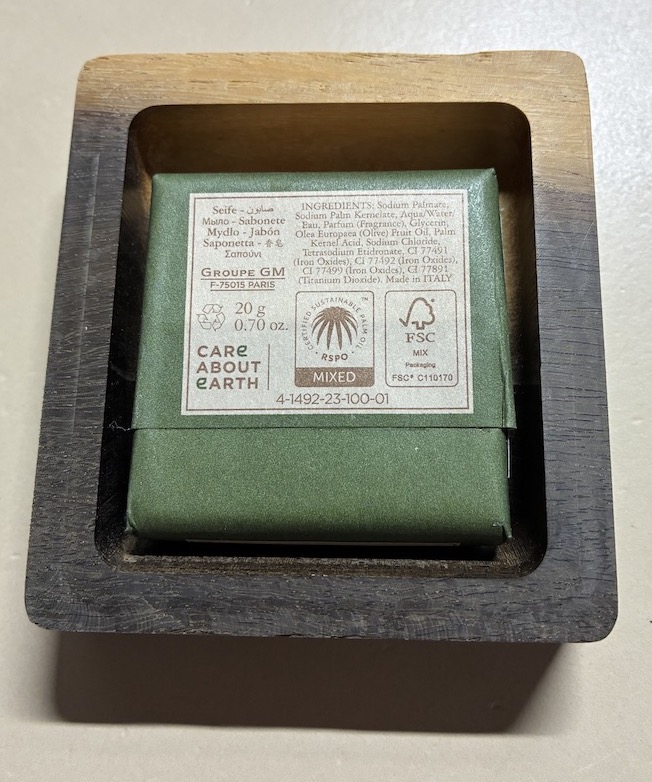 Seife - صابون
Мыло - Sabonete
Mydło - Jabón
Saponetta - 香皂
Σαπούνι
GROUPE GM
F-75015 PARIS
20 g
0.70 oz.
CARE
ABOUT
EARTH
INGREDIENTS: Sodium Palmate,
Sodium Palm Kernelate, Aqua/Water/
Eau, Parfum (Fragrance), Glycerin,
Olea Europaea (Olive) Fruit Oil, Palm
Kernel Acid, Sodium Chloride,
Tetrasodium Etidronate, CI 77491
(Iron Oxides), CI 77492 (Iron Oxides),
CI 77499 (Iron Oxides), CI 77891
(Titanium Dioxide). Made in ITALY
CERTIFIED SUSTAINABLE PALM OIL ™
RSPO
MIXED
FSC
MIX
Packaging
FSC® C110170
4-1492-23-100-01